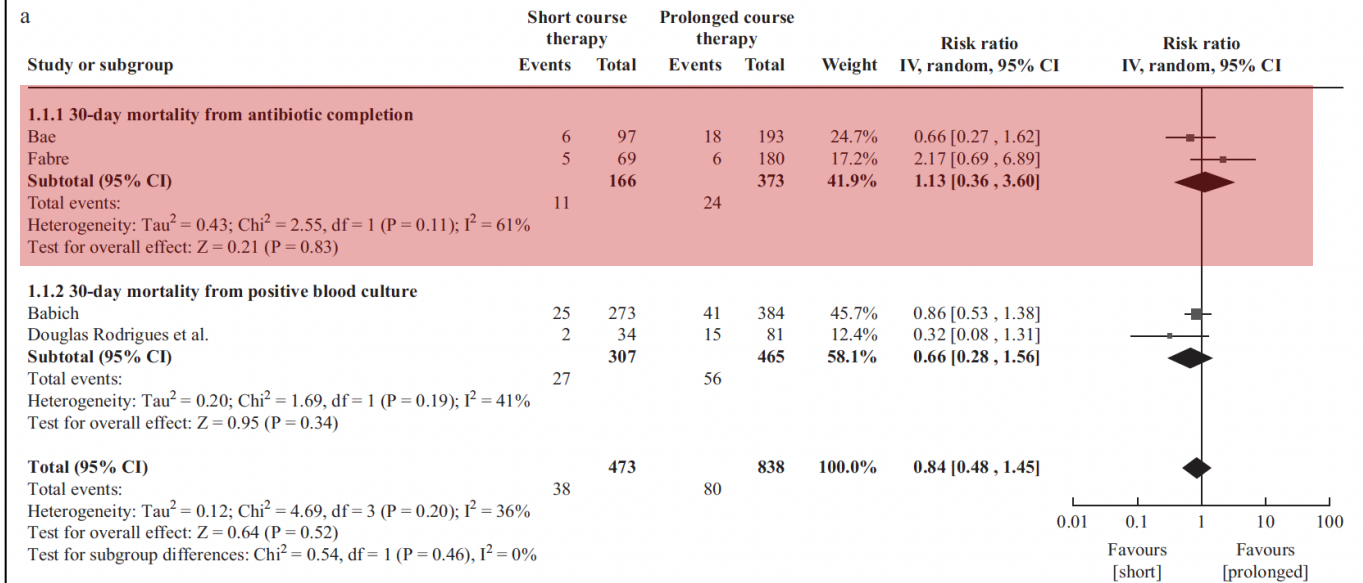 a
Short course therapy Prolonged course therapy Risk ratio Risk ratio
Study or subgroup Events Total Events Total Weight IV, random, 95% CI IV, random, 95% CI
1.1.1 30-day mortality from antibiotic completion
Bae 6 97 18 193 24.7% 0.66 [0.27 , 1.62]
Fabre 5 69 6 180 17.2% 2.17 [0.69 , 6.89]
Subtotal (95% CI) 166 373 41.9% 1.13 [0.36 , 3.60]
Total events: 11 24
Heterogeneity: Tau² = 0.43; Chi² = 2.55, df = 1 (P = 0.11); I² = 61%
Test for overall effect: Z = 0.21 (P = 0.83)
1.1.2 30-day mortality from positive blood culture
Babich 25 273 41 384 45.7% 0.86 [0.53 , 1.38]
Douglas Rodrigues et al. 2 34 15 81 12.4% 0.32 [0.08 , 1.31]
Subtotal (95% CI) 307 465 58.1% 0.66 [0.28 , 1.56]
Total events: 27 56
Heterogeneity: Tau² = 0.20; Chi² = 1.69, df = 1 (P = 0.19); I² = 41%
Test for overall effect: Z = 0.95 (P = 0.34)
Total (95% CI) 473 838 100.0% 0.84 [0.48 , 1.45]
Total events: 38 80
Heterogeneity: Tau² = 0.12; Chi² = 4.69, df = 3 (P = 0.20); I² = 36%
Test for overall effect: Z = 0.64 (P = 0.52)
Test for subgroup differences: Chi² = 0.54, df = 1 (P = 0.46), I² = 0%
0.01 0.1 1 10 100
Favours [short] Favours [prolonged]